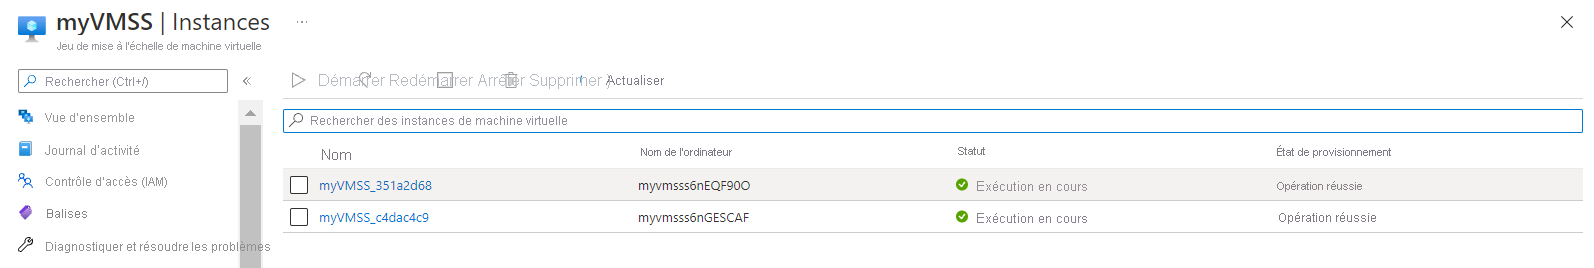 myVMSS | Instances ...
Jeu de mise à l'échelle de machine virtuelle
Rechercher (Ctrl+/) «
Vue d'ensemble
Journal d'activité
Contrôle d'accès (IAM)
Balises
Diagnostiquer et résoudre les problèmes
Démarrer Redémarrer Arrêter Supprimer Actualiser
Rechercher des instances de machine virtuelle
Nom Nom de l'ordinateur Statut État de provisionnement
myVMSS_351a2d68 myvmsss6nEQF90O Exécution en cours Opération réussie
myVMSS_c4dac4c9 myvmsss6nGESCAF Exécution en cours Opération réussie